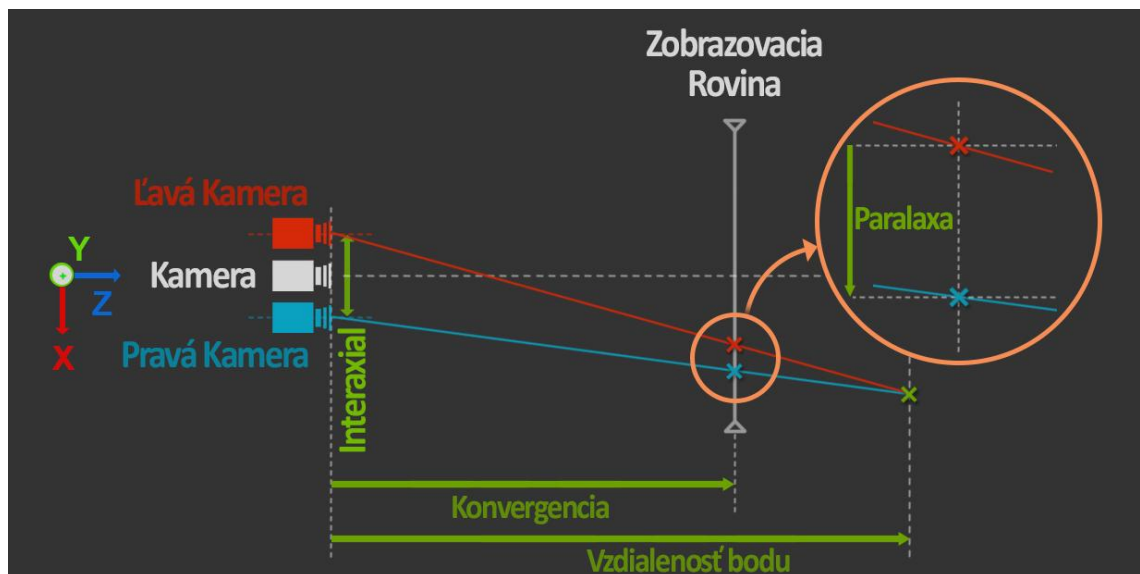 Zobrazovacia
Rovina
Ľavá Kamera
Y
Kamera
Z
X
Pravá Kamera
Interaxial
Paralaxa
Konvergencia
Vzdialenosť bodu